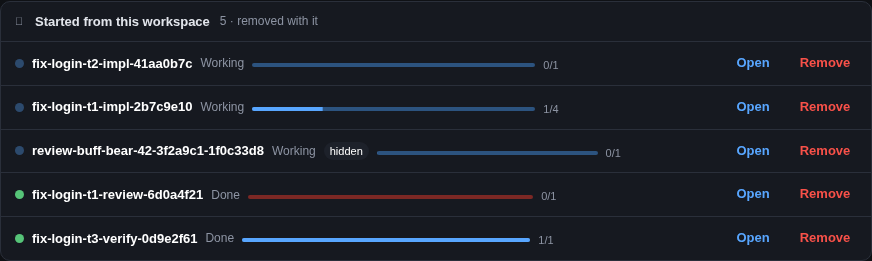 Started from this workspace 5 · removed with it
fix-login-t2-impl-41aa0b7c Working 0/1 Open Remove
fix-login-t1-impl-2b7c9e10 Working 1/4 Open Remove
review-buff-bear-42-3f2a9c1-1f0c33d8 Working hidden 0/1 Open Remove
fix-login-t1-review-6d0a4f21 Done 0/1 Open Remove
fix-login-t3-verify-0d9e2f61 Done 1/1 Open Remove